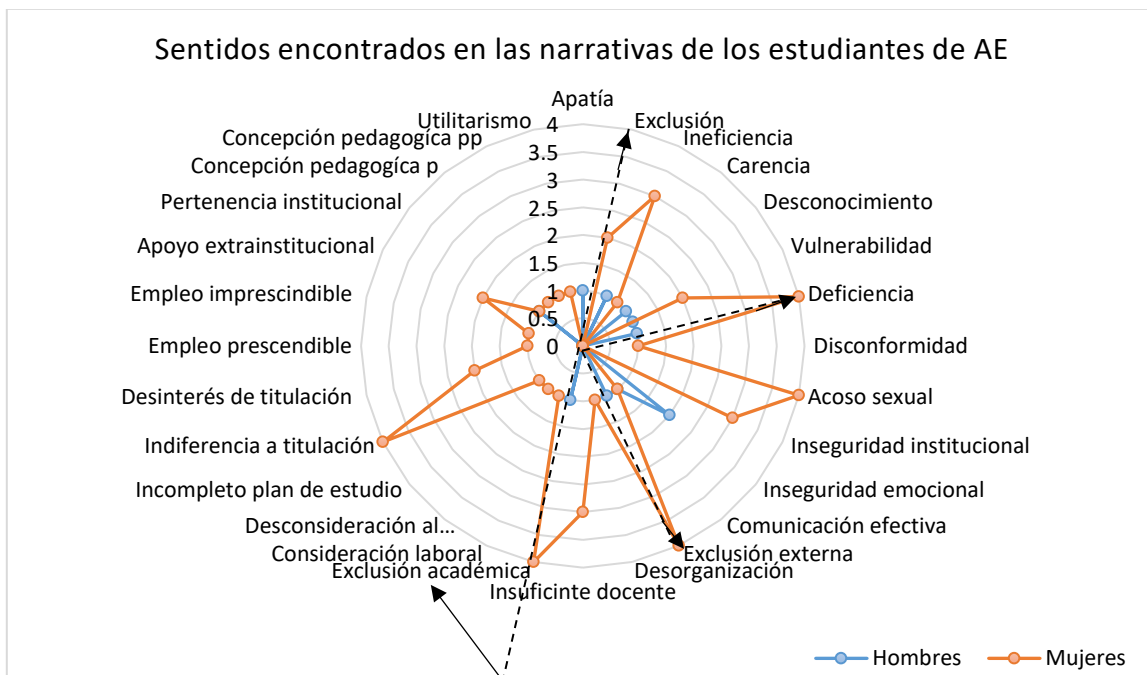 Sentidos encontrados en las narrativas de los estudiantes de AE
Apatía
Exclusión
Ineficiencia
Carencia
Desconocimiento
Vulnerabilidad
Deficiencia
Disconformidad
Acoso sexual
Inseguridad institucional
Inseguridad emocional
Comunicación efectiva
Exclusión externa
Desorganización
Insuficinte docente
Exclusión académica
Consideración laboral
Desconsideración al...
Incompleto plan de estudio
Indiferencia a titulación
Desinterés de titulación
Empleo prescendible
Empleo imprescindible
Apoyo extrainstitucional
Pertenencia institucional
Concepción pedagogíca p
Concepción pedagogíca pp
Utilitarismo
4
3.5
3
2.5
2
1.5
1
0.5
0
Hombres
Mujeres